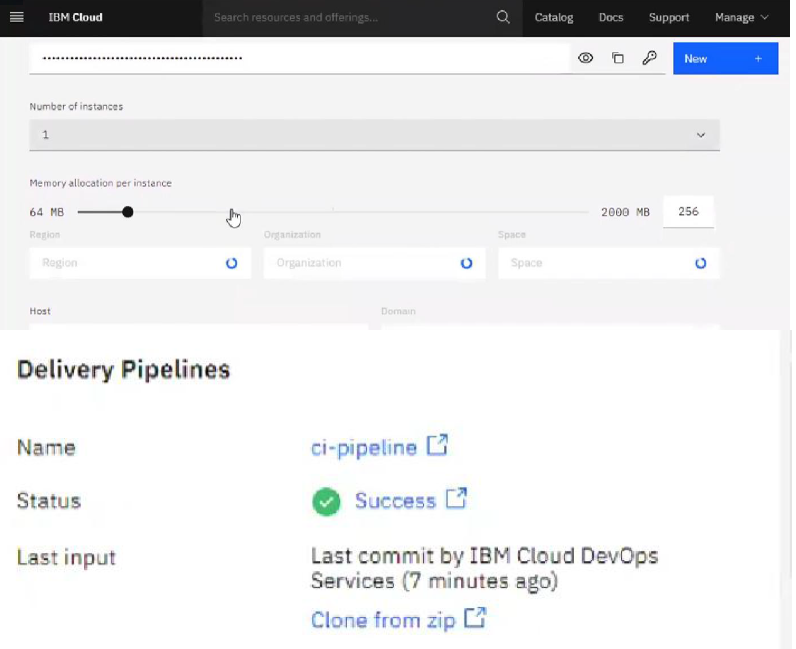 IBM Cloud
Search resources and offerings...
Catalog
Docs
Support
Manage
New +
Number of instances
1
Memory allocation per instance
64 MB
2000 MB
256
Region
Organization
Space
Region
Organization
Space
Host
Domain
Delivery Pipelines
Name
ci-pipeline
Status
Success
Last input
Last commit by IBM Cloud DevOps
Services (7 minutes ago)
Clone from zip